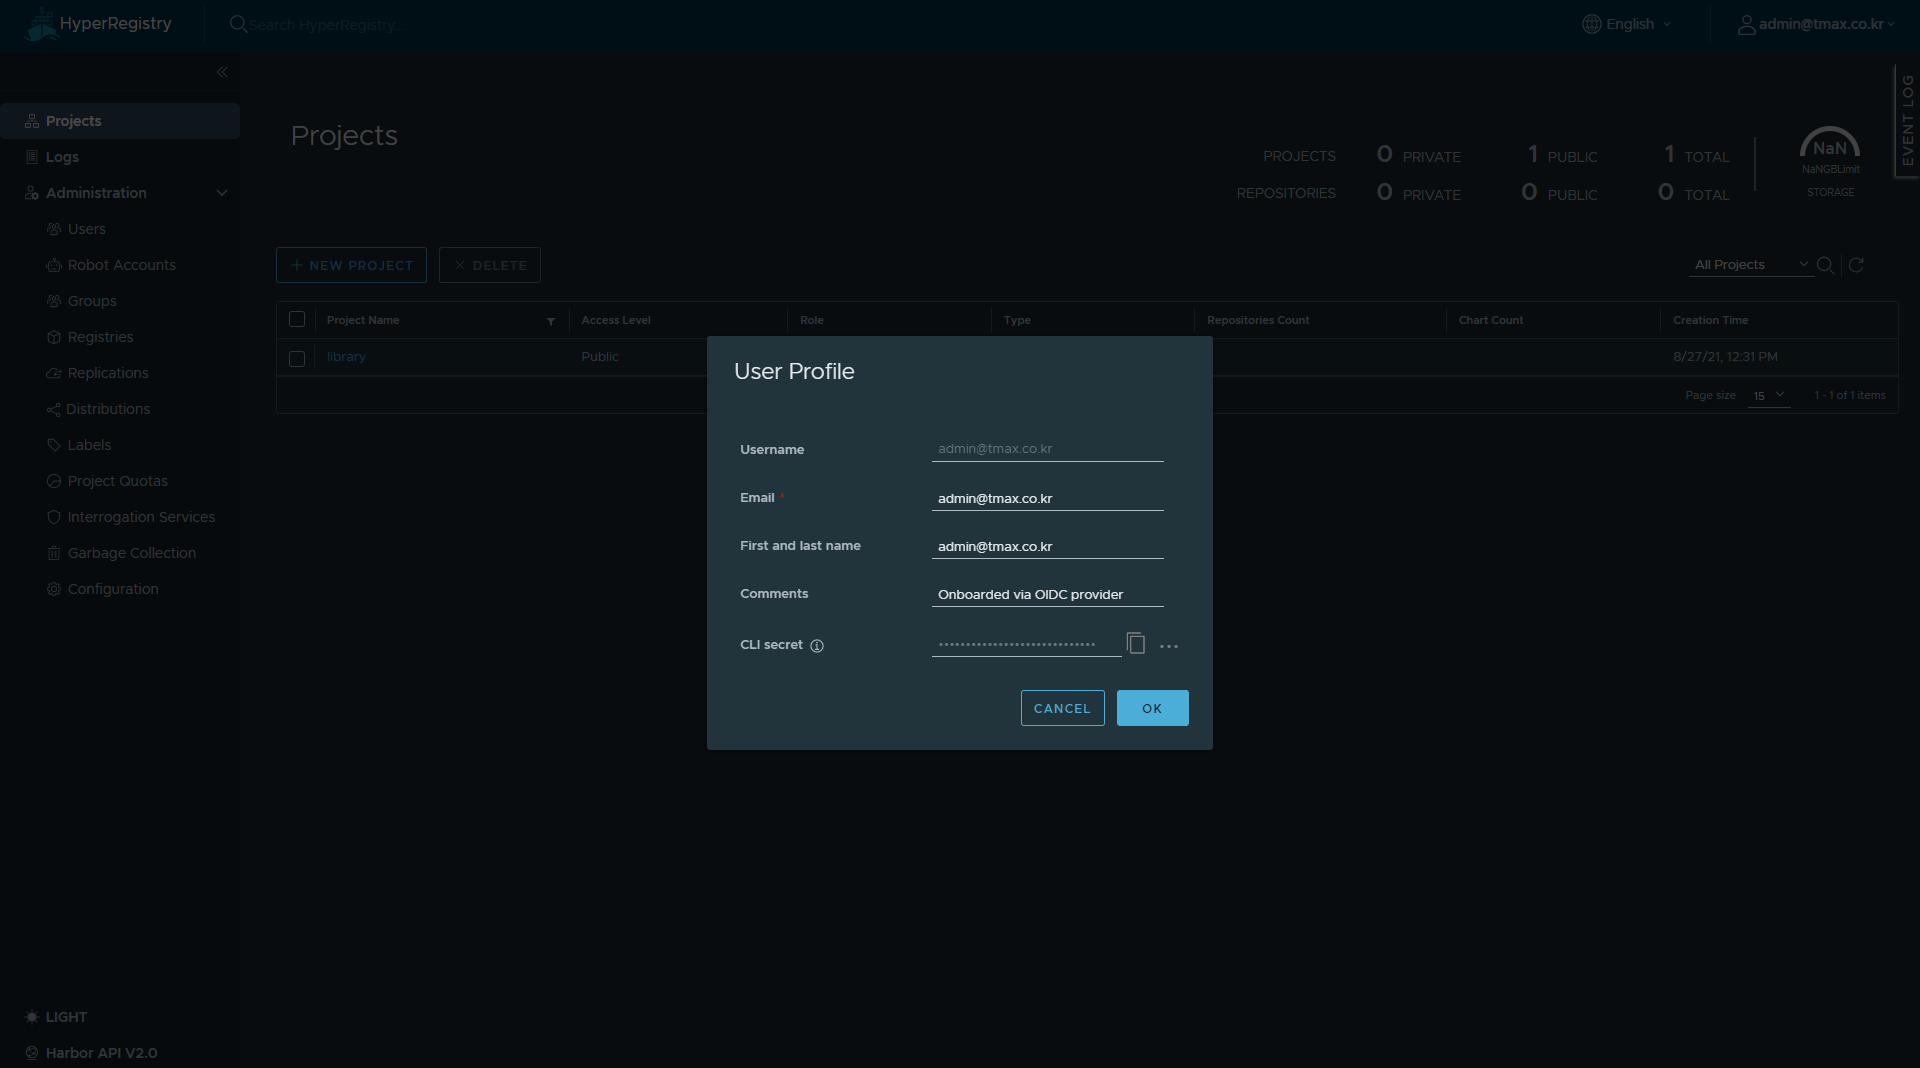 HyperRegistry
Search HyperRegistry...
English
admin@tmax.co.kr
EVENT LOG
Projects
Logs
Administration
Users
Robot Accounts
Groups
Registries
Replications
Distributions
Labels
Project Quotas
Interrogation Services
Garbage Collection
Configuration
LIGHT
Harbor API V2.0
Projects
PROJECTS 0 PRIVATE 1 PUBLIC 1 TOTAL
REPOSITORIES 0 PRIVATE 0 PUBLIC 0 TOTAL
NaN
NaNGBLimit
STORAGE
NEW PROJECT
DELETE
All Projects
Project Name Access Level Role Type Repositories Count Chart Count Creation Time
library Public 8/27/21, 12:31 PM
Page size 15 1 - 1 of 1 items
User Profile
Username admin@tmax.co.kr
Email * admin@tmax.co.kr
First and last name admin@tmax.co.kr
Comments Onboarded via OIDC provider
CLI secret ••••••••••••••••••••••••••••• ...
CANCEL
OK